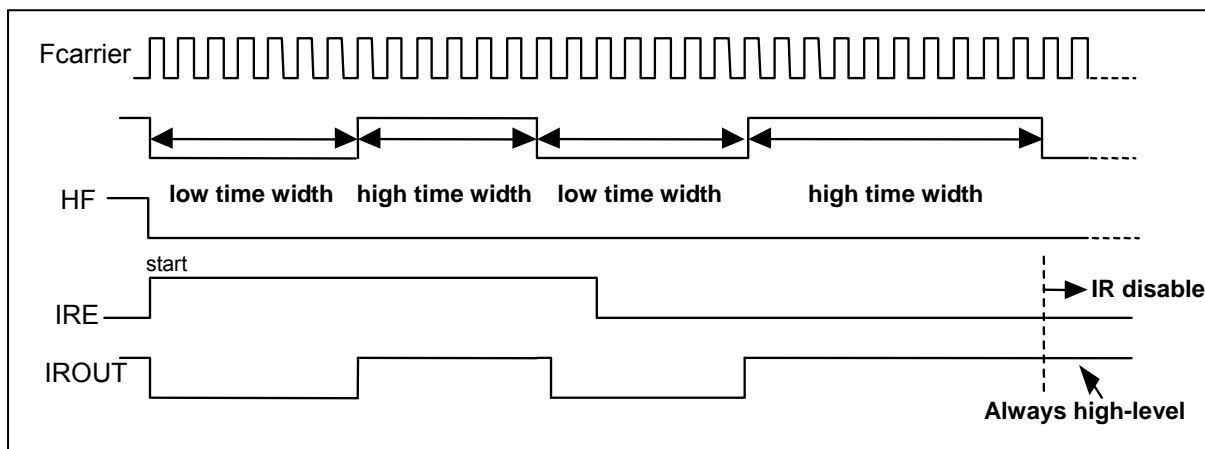 Fcarrier
low time width high time width low time width high time width
HF
start
IR disable
IRE
IROUT
Always high-level